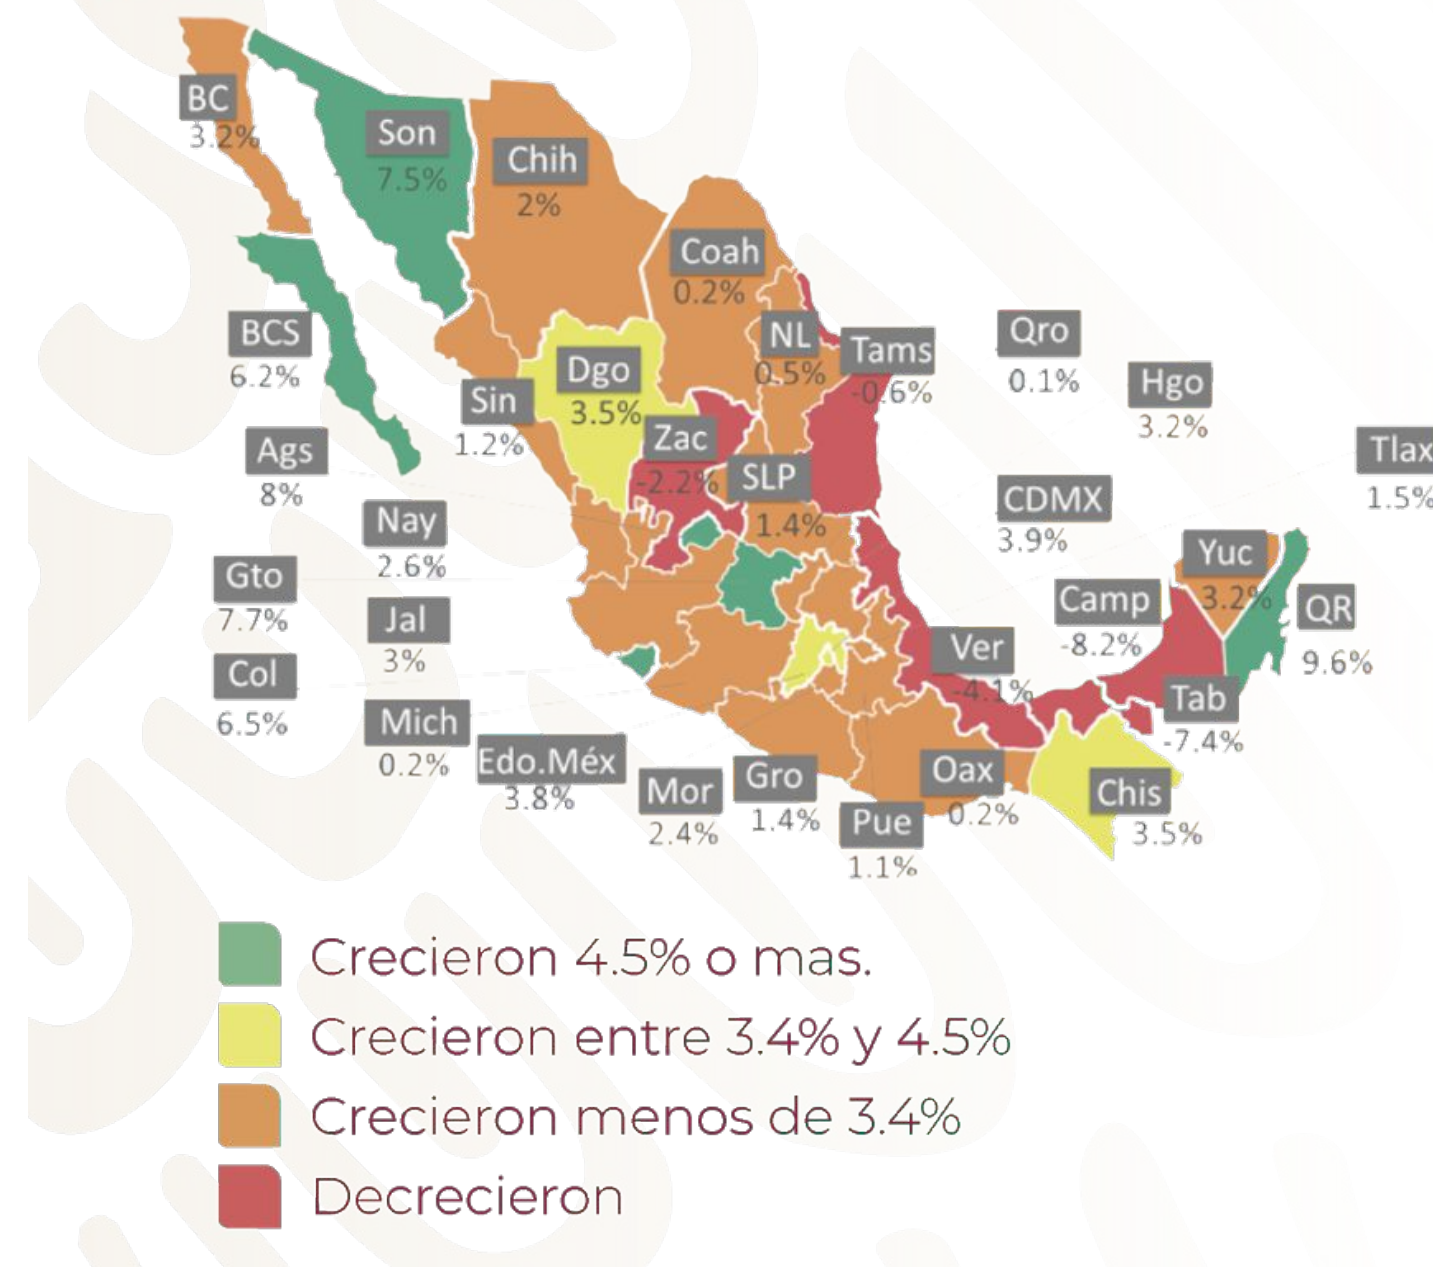 BC
3.2%
Son
7.5%
Chih
2%
Coah
0.2%
NL
0.5%
Tams
-0.6%
Qro
0.1%
Hgo
3.2%
Tlax
1.5%
BCS
6.2%
Sin
1.2%
Dgo
3.5%
Zac
-2.2%
SLP
1.4%
CDMX
3.9%
Ags
8%
Nay
2.6%
Gto
7.7%
Jal
3%
Col
6.5%
Mich
0.2%
Edo.Méx
3.8%
Mor
2.4%
Gro
1.4%
Pue
1.1%
Oax
0.2%
Ver
-4.1%
Camp
-8.2%
Yuc
3.2%
QR
9.6%
Tab
-7.4%
Chis
3.5%
Crecieron 4.5% o mas.
Crecieron entre 3.4% y 4.5%
Crecieron menos de 3.4%
Decrecieron